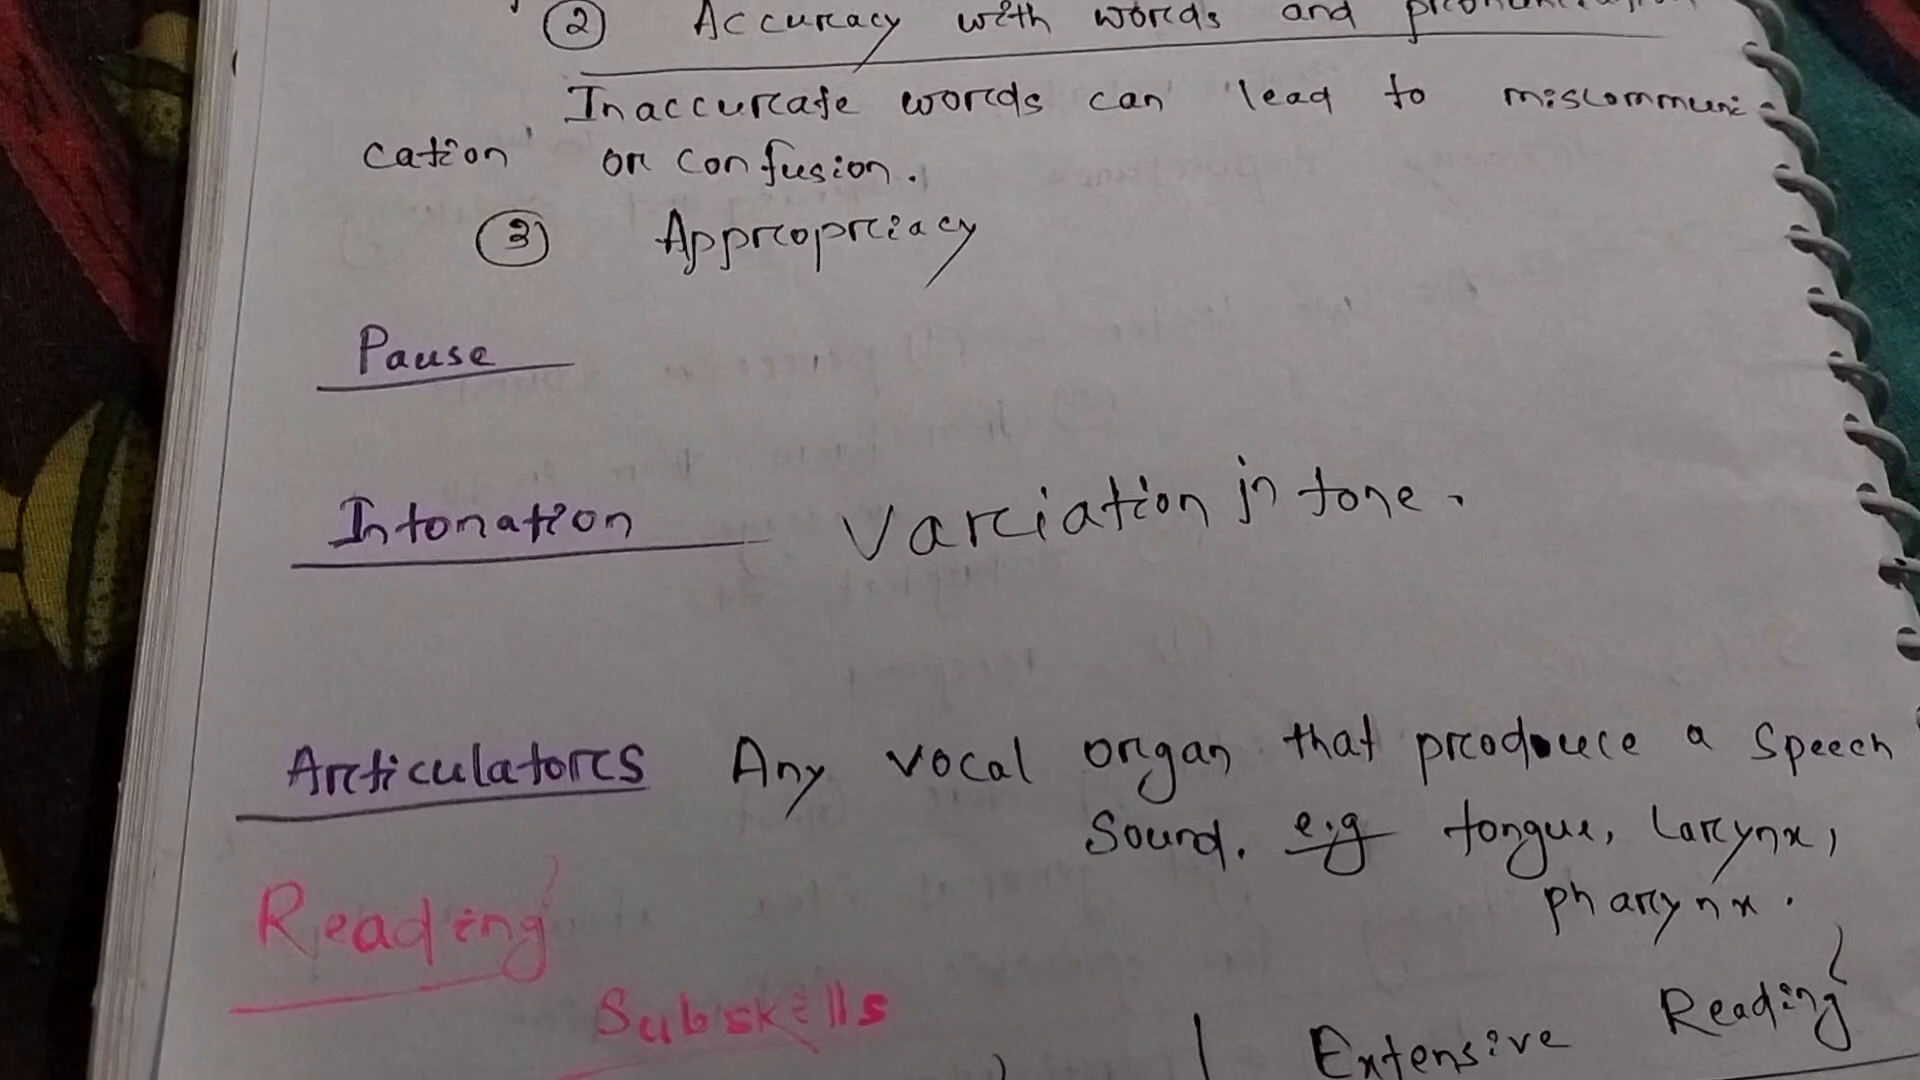 ② Accuracy with words and pronunciation
Inaccurate words can lead to miscommuni-
cation or confusion.
③ Appropriacy
Pause
Intonation Variation in tone.
Articulators Any vocal organ that produce a speech
sound. e.g tongue, larynx,
pharynx.
Reading
Subskills
Extensive Reading